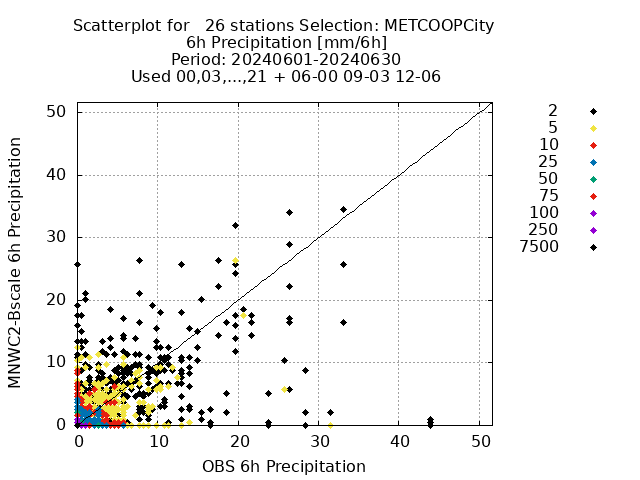 Scatterplot for   26 stations Selection: METCOOPCity
6h Precipitation [mm/6h]
Period: 20240601-20240630
Used 00,03,...,21 + 06-00 09-03 12-06
MNWC2-Bscale 6h Precipitation
50
40
30
20
10
0
0 10 20 30 40 50
OBS 6h Precipitation
2
5
10
25
50
75
100
250
7500